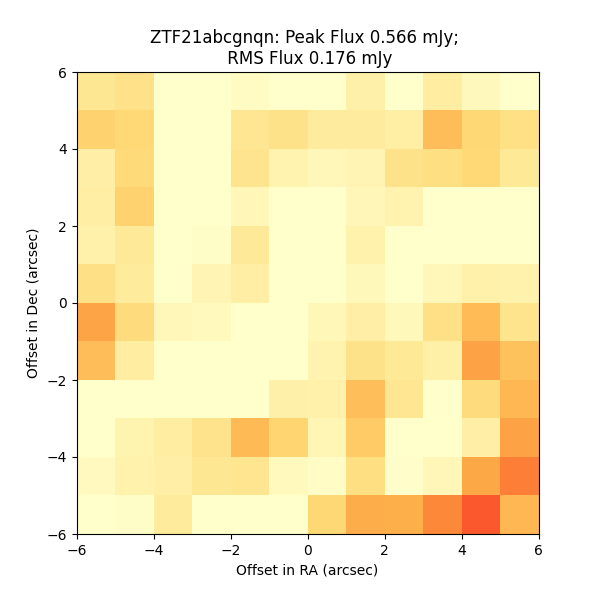 ZTF21abcgnqn: Peak Flux 0.566 mJy;
RMS Flux 0.176 mJy
6
4
2
0
−2
−4
−6
Offset in Dec (arcsec)
−6 −4 −2 0 2 4 6
Offset in RA (arcsec)